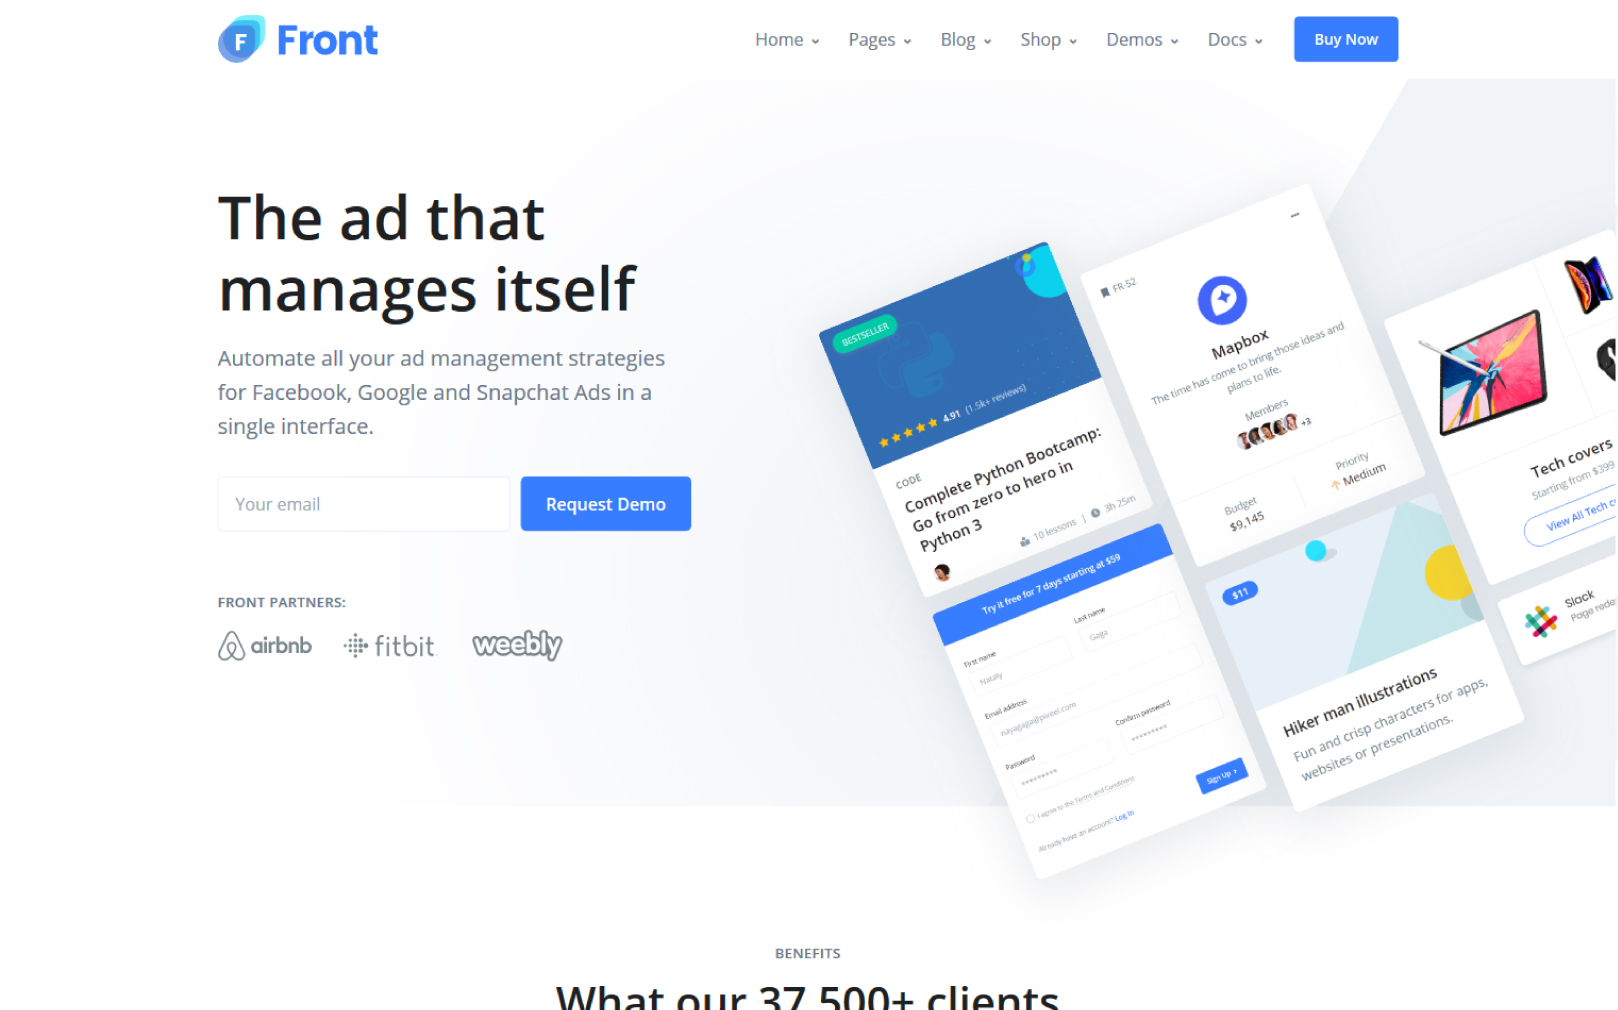 F Front
Home
Pages
Blog
Shop
Demos
Docs
Buy Now
The ad that
manages itself
Automate all your ad management strategies
for Facebook, Google and Snapchat Ads in a
single interface.
Your email
Request Demo
FRONT PARTNERS:
airbnb
fitbit
weebly
BESTSELLER
4.91 (1.5k+ reviews)
CODE
Complete Python Bootcamp:
Go from zero to hero in
Python 3
10 lessons | 3h 25m
FR-52
Mapbox
The time has come to bring those ideas and
plans to life.
Members
+3
Budget
$9,145
Priority
Medium
Tech covers
Starting from $399
View All Tech
Slack
Page
Try it free for 7 days starting at $59
First name
Nataly
Last name
Gaga
Email address
Password
*********
Confirm password
*********
I agree to the Terms and Conditions
Already have an account? Log In
Sign Up
$11
Hiker man illustrations
Fun and crisp characters for apps,
websites or presentations.
BENEFITS
What our 37,500+ clients